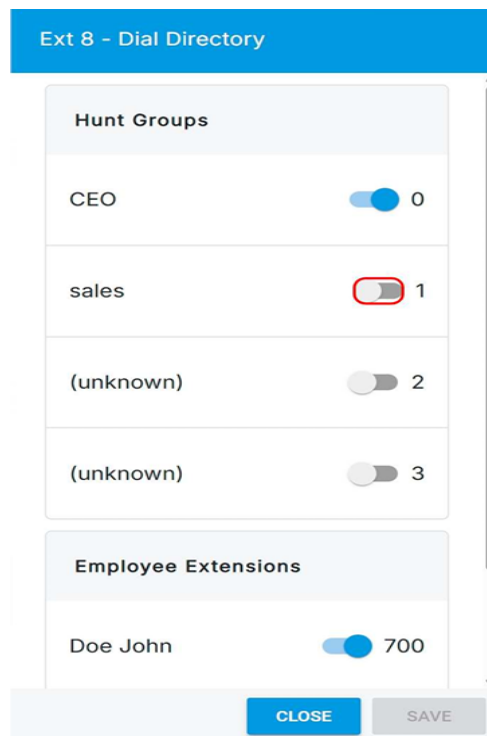 Ext 8 - Dial Directory
Hunt Groups
CEO 0
sales 1
(unknown) 2
(unknown) 3
Employee Extensions
Doe John 700
CLOSE SAVE